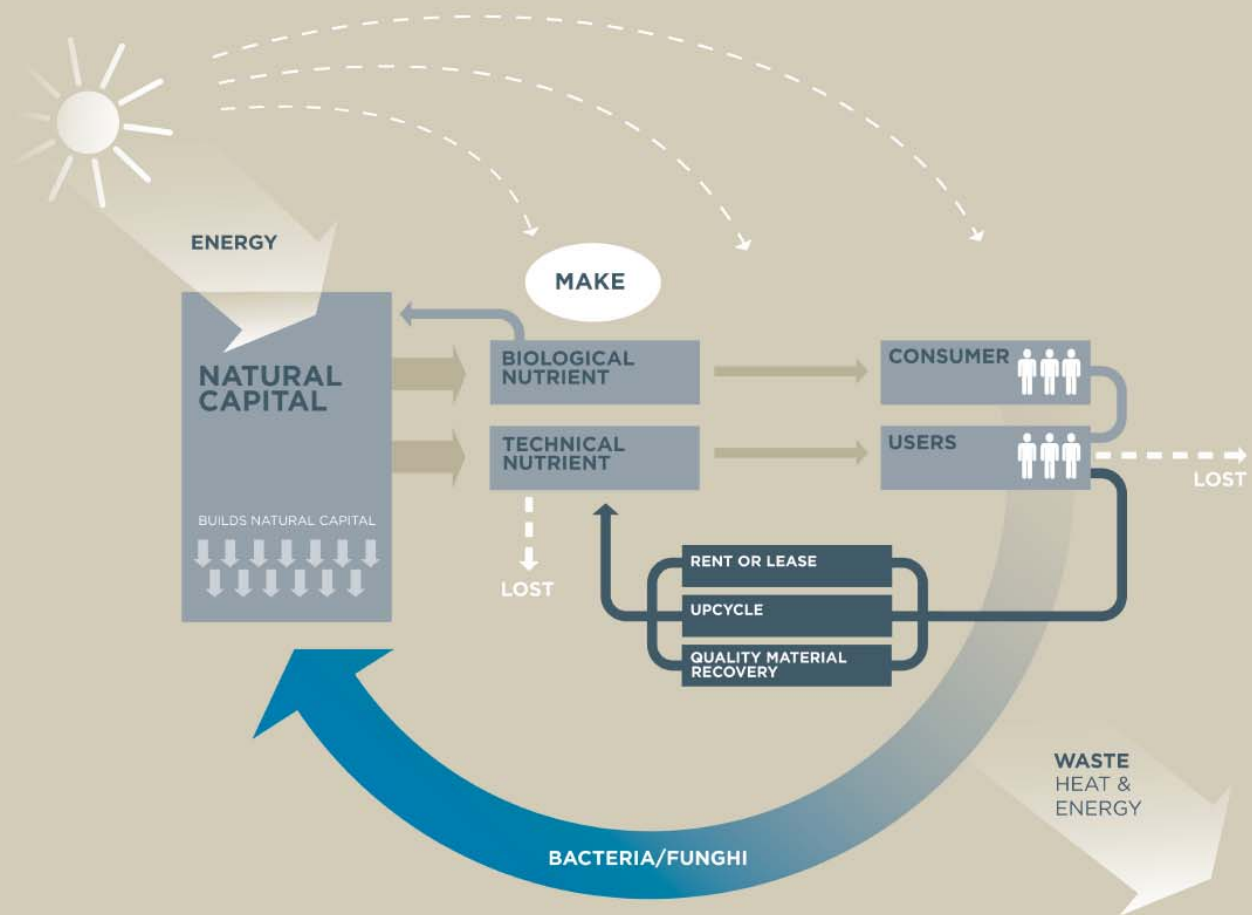 ENERGY
MAKE
NATURAL
CAPITAL
BIOLOGICAL
NUTRIENT
CONSUMER
TECHNICAL
NUTRIENT
USERS
LOST
BUILDS NATURAL CAPITAL
LOST
RENT OR LEASE
UPCYCLE
QUALITY MATERIAL
RECOVERY
WASTE
HEAT &
ENERGY
BACTERIA/FUNGHI